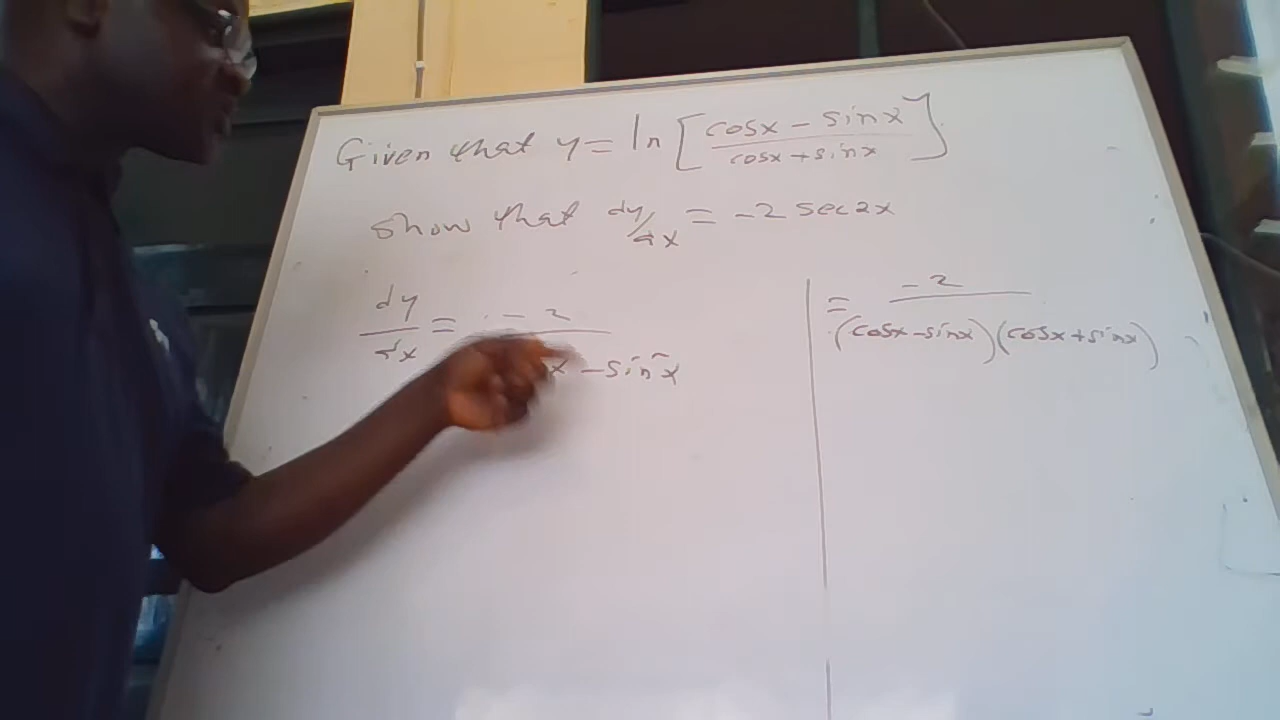 Given that y = ln [ (cosx - sinx) / (cosx + sinx) ]
show that dy/dx = -2 sec2x
dy/dx = -2 / x - sin²x
= -2 / (cosx - sinx)(cosx + sinx)